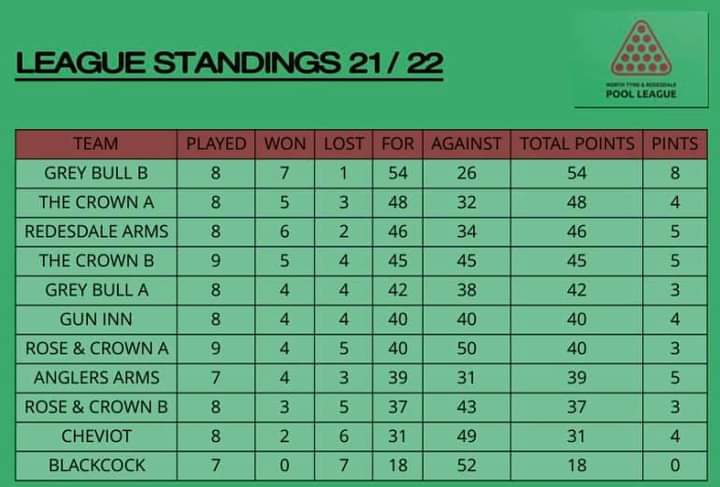 LEAGUE STANDINGS 21 / 22
NORTH TYNE & REDESDALE
POOL LEAGUE
TEAM PLAYED WON LOST FOR AGAINST TOTAL POINTS PINTS
GREY BULL B 8 7 1 54 26 54 8
THE CROWN A 8 5 3 48 32 48 4
REDESDALE ARMS 8 6 2 46 34 46 5
THE CROWN B 9 5 4 45 45 45 5
GREY BULL A 8 4 4 42 38 42 3
GUN INN 8 4 4 40 40 40 4
ROSE & CROWN A 9 4 5 40 50 40 3
ANGLERS ARMS 7 4 3 39 31 39 5
ROSE & CROWN B 8 3 5 37 43 37 3
CHEVIOT 8 2 6 31 49 31 4
BLACKCOCK 7 0 7 18 52 18 0